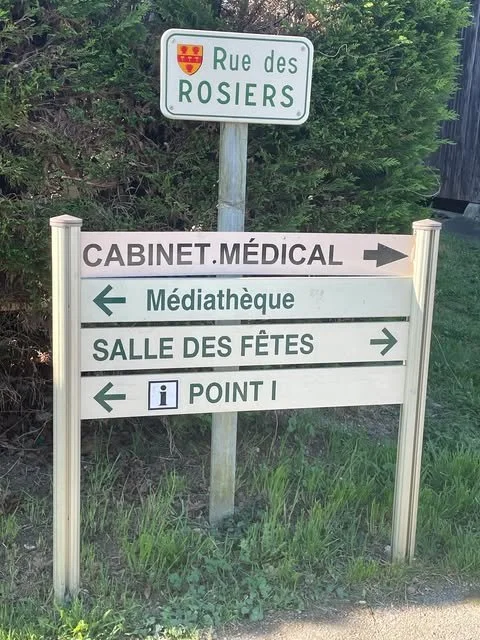 Rue des
ROSIERS
CABINET.MÉDICAL
Médiathèque
SALLE DES FÊTES
i POINT I